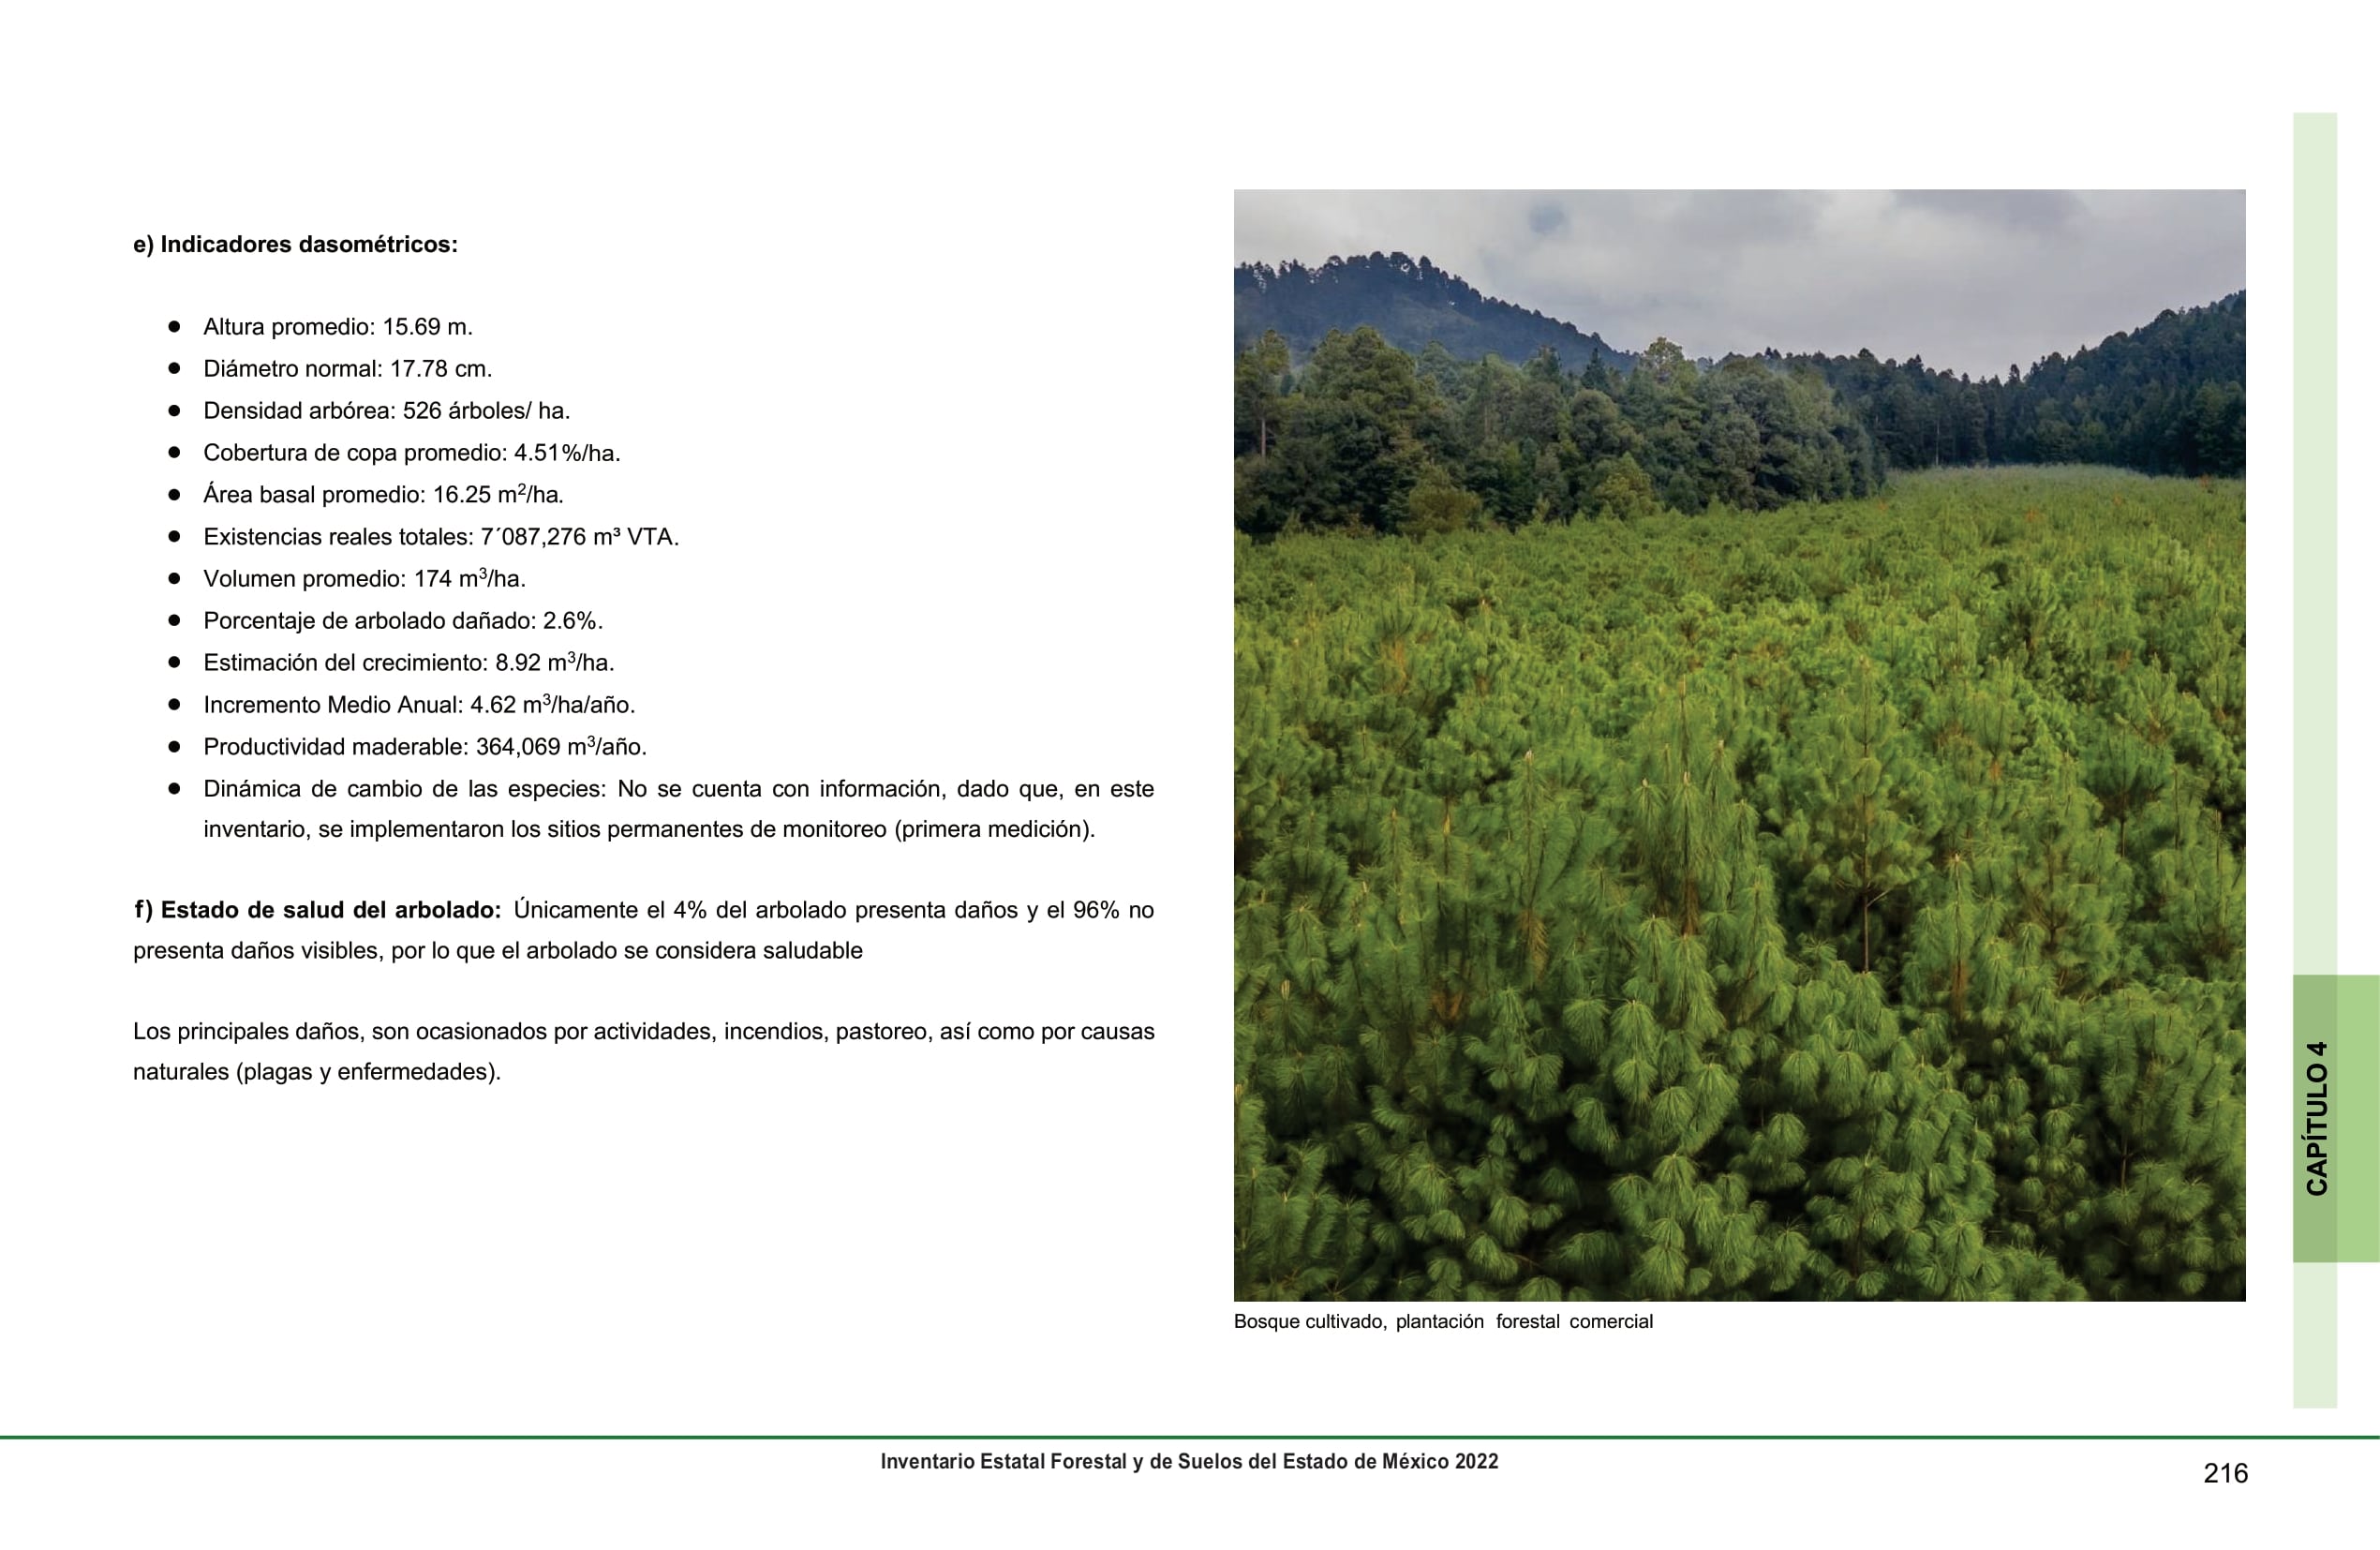 e) Indicadores dasométricos:
● Altura promedio: 15.69 m.
● Diámetro normal: 17.78 cm.
● Densidad arbórea: 526 árboles/ ha.
● Cobertura de copa promedio: 4.51%/ha.
● Área basal promedio: 16.25 m²/ha.
● Existencias reales totales: 7´087,276 m³ VTA.
● Volumen promedio: 174 m³/ha.
● Porcentaje de arbolado dañado: 2.6%.
● Estimación del crecimiento: 8.92 m³/ha.
● Incremento Medio Anual: 4.62 m³/ha/año.
● Productividad maderable: 364,069 m³/año.
● Dinámica de cambio de las especies: No se cuenta con información, dado que, en este
inventario, se implementaron los sitios permanentes de monitoreo (primera medición).
f) Estado de salud del arbolado: Únicamente el 4% del arbolado presenta daños y el 96% no
presenta daños visibles, por lo que el arbolado se considera saludable
Los principales daños, son ocasionados por actividades, incendios, pastoreo, así como por causas
naturales (plagas y enfermedades).
Bosque cultivado, plantación forestal comercial
CAPÍTULO 4
Inventario Estatal Forestal y de Suelos del Estado de México 2022
216